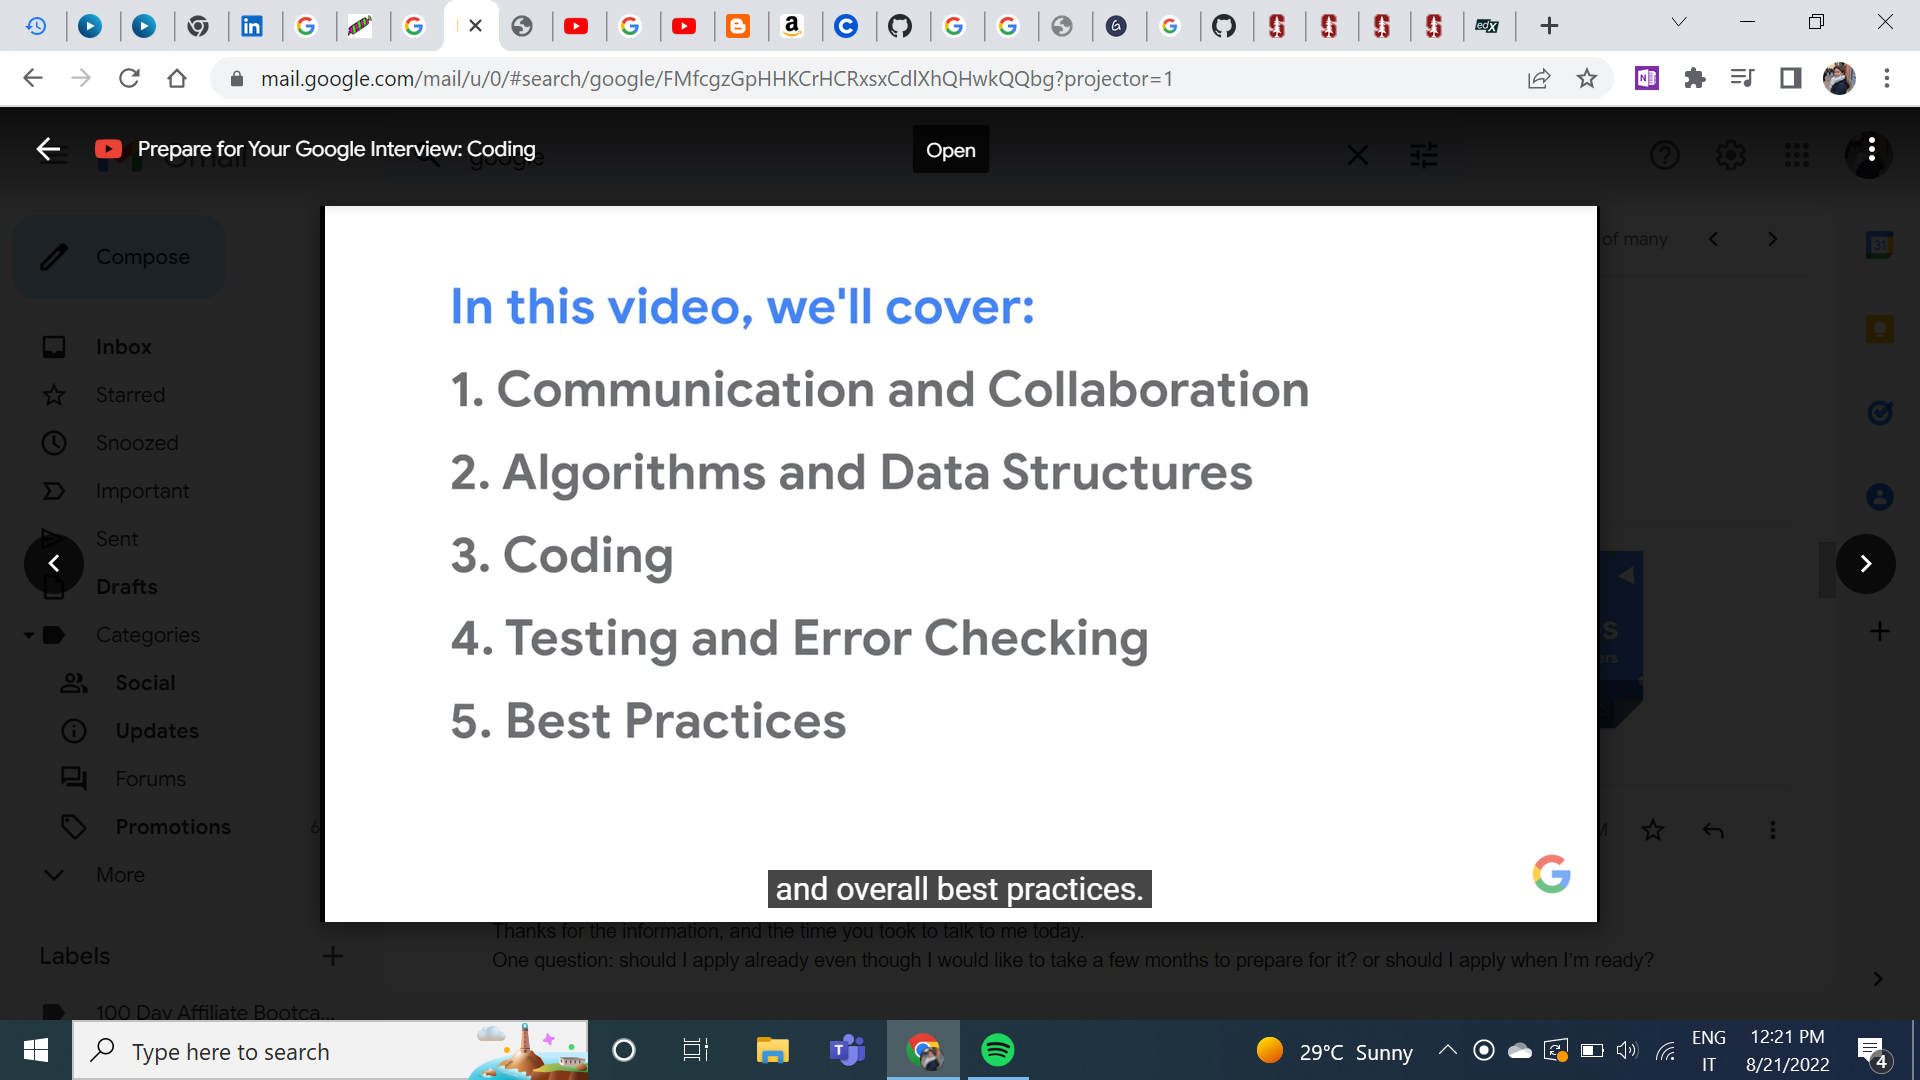 mail.google.com/mail/u/0/#search/google/FMfcgzGpHHKCrHCRxsxCdlXhQHwkQQbg?projector=1
Prepare for Your Google Interview: Coding
Gmail
google
Open
Compose
of many
In this video, we'll cover:
1. Communication and Collaboration
2. Algorithms and Data Structures
3. Coding
4. Testing and Error Checking
5. Best Practices
and overall best practices.
Inbox
Starred
Snoozed
Important
Sent
Drafts
Categories
Social
Updates
Forums
Promotions
More
Labels
100 Day Affiliate Bootca...
Thanks for the information, and the time you took to talk to me today.
One question: should I apply already even though I would like to take a few months to prepare for it? or should I apply when I'm ready?
Type here to search
29°C Sunny
ENG
IT
12:21 PM
8/21/2022
4